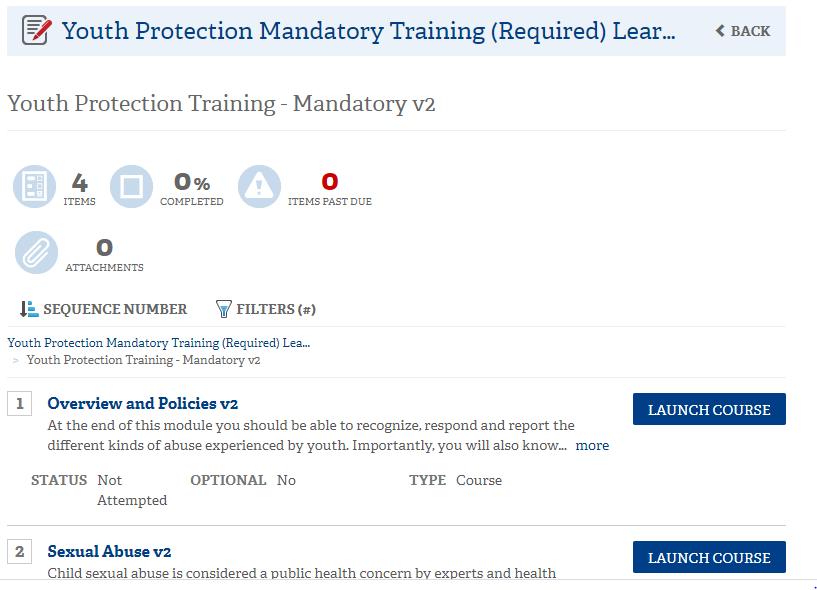 Youth Protection Mandatory Training (Required) Lear...
BACK
Youth Protection Training - Mandatory v2
4
ITEMS
0%
COMPLETED
0
ITEMS PAST DUE
0
ATTACHMENTS
SEQUENCE NUMBER
FILTERS (#)
Youth Protection Mandatory Training (Required) Lea...
> Youth Protection Training - Mandatory v2
1
Overview and Policies v2
LAUNCH COURSE
At the end of this module you should be able to recognize, respond and report the
different kinds of abuse experienced by youth. Importantly, you will also know... more
STATUS Not Attempted
OPTIONAL No
TYPE Course
2
Sexual Abuse v2
LAUNCH COURSE
Child sexual abuse is considered a public health concern by experts and health